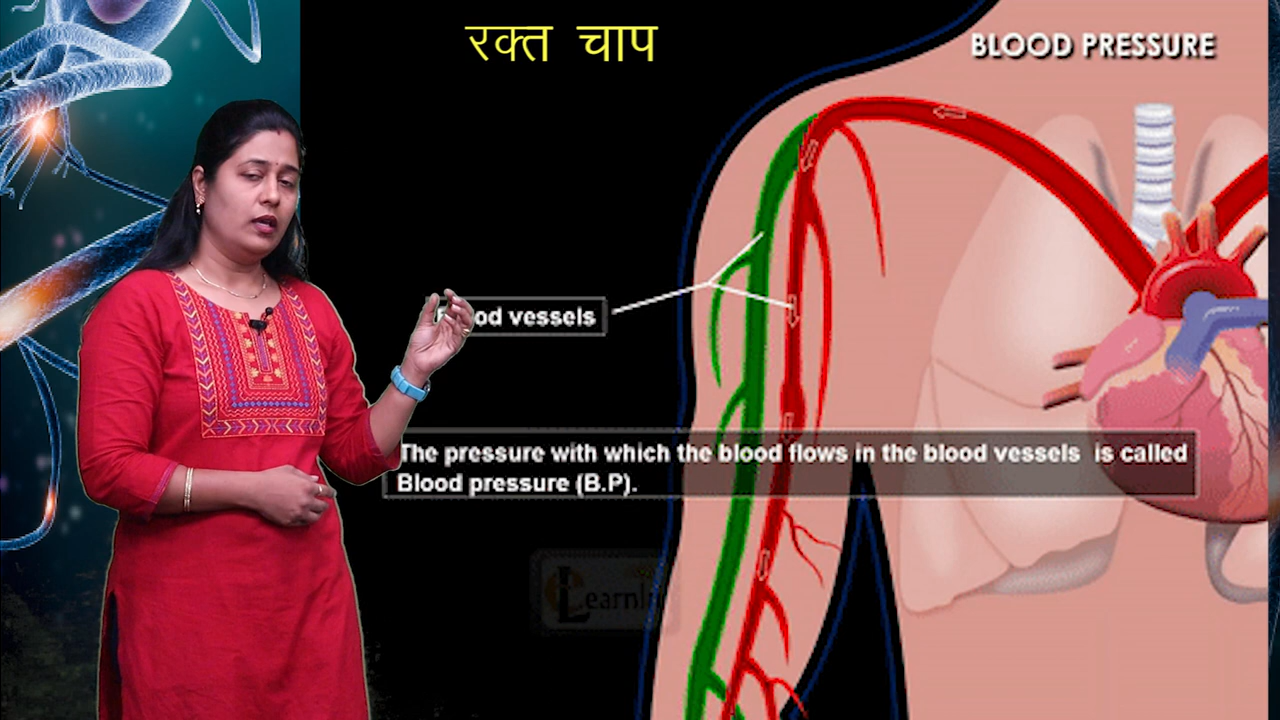 रक्त चाप
BLOOD PRESSURE
Blood vessels
The pressure with which the blood flows in the blood vessels is called
Blood pressure (B.P).